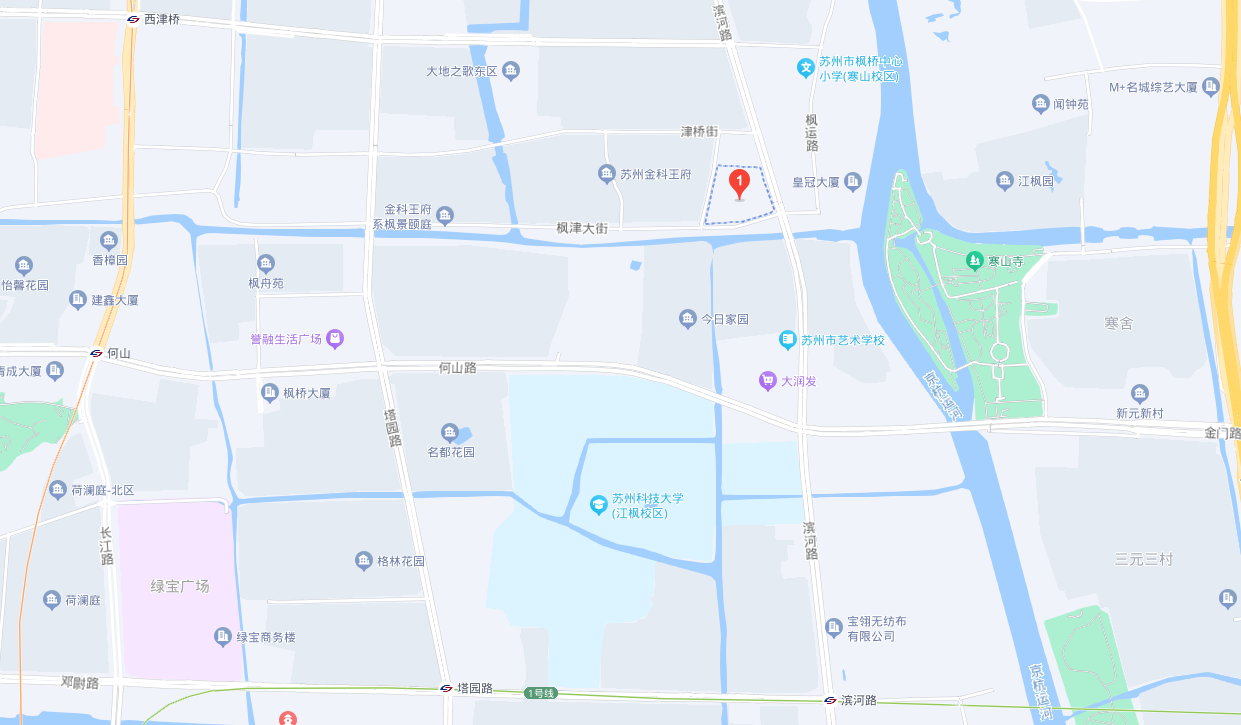 西津桥
滨河路
大地之歌东区
苏州市枫桥中心
小学(寒山校区)
M+名城综艺大厦
闻钟苑
津桥街
枫运路
苏州金科王府
1
皇冠大厦
江枫园
金科王府
系枫景颐庭
枫津大街
香樟园
怡馨花园
枫舟苑
寒山寺
建鑫大厦
今日家园
寒舍
誉融生活广场
苏州市艺术学校
何山
何山路
青成大厦
大润发
枫桥大厦
京杭运河
新元新村
塔园路
金门路
名都花园
荷澜庭-北区
苏州科技大学
(江枫校区)
长江路
滨河路
格林花园
三元三村
绿宝广场
荷澜庭
绿宝商务楼
宝翎无纺布
有限公司
邓尉路
塔园路
1号线
滨河路
京杭运河